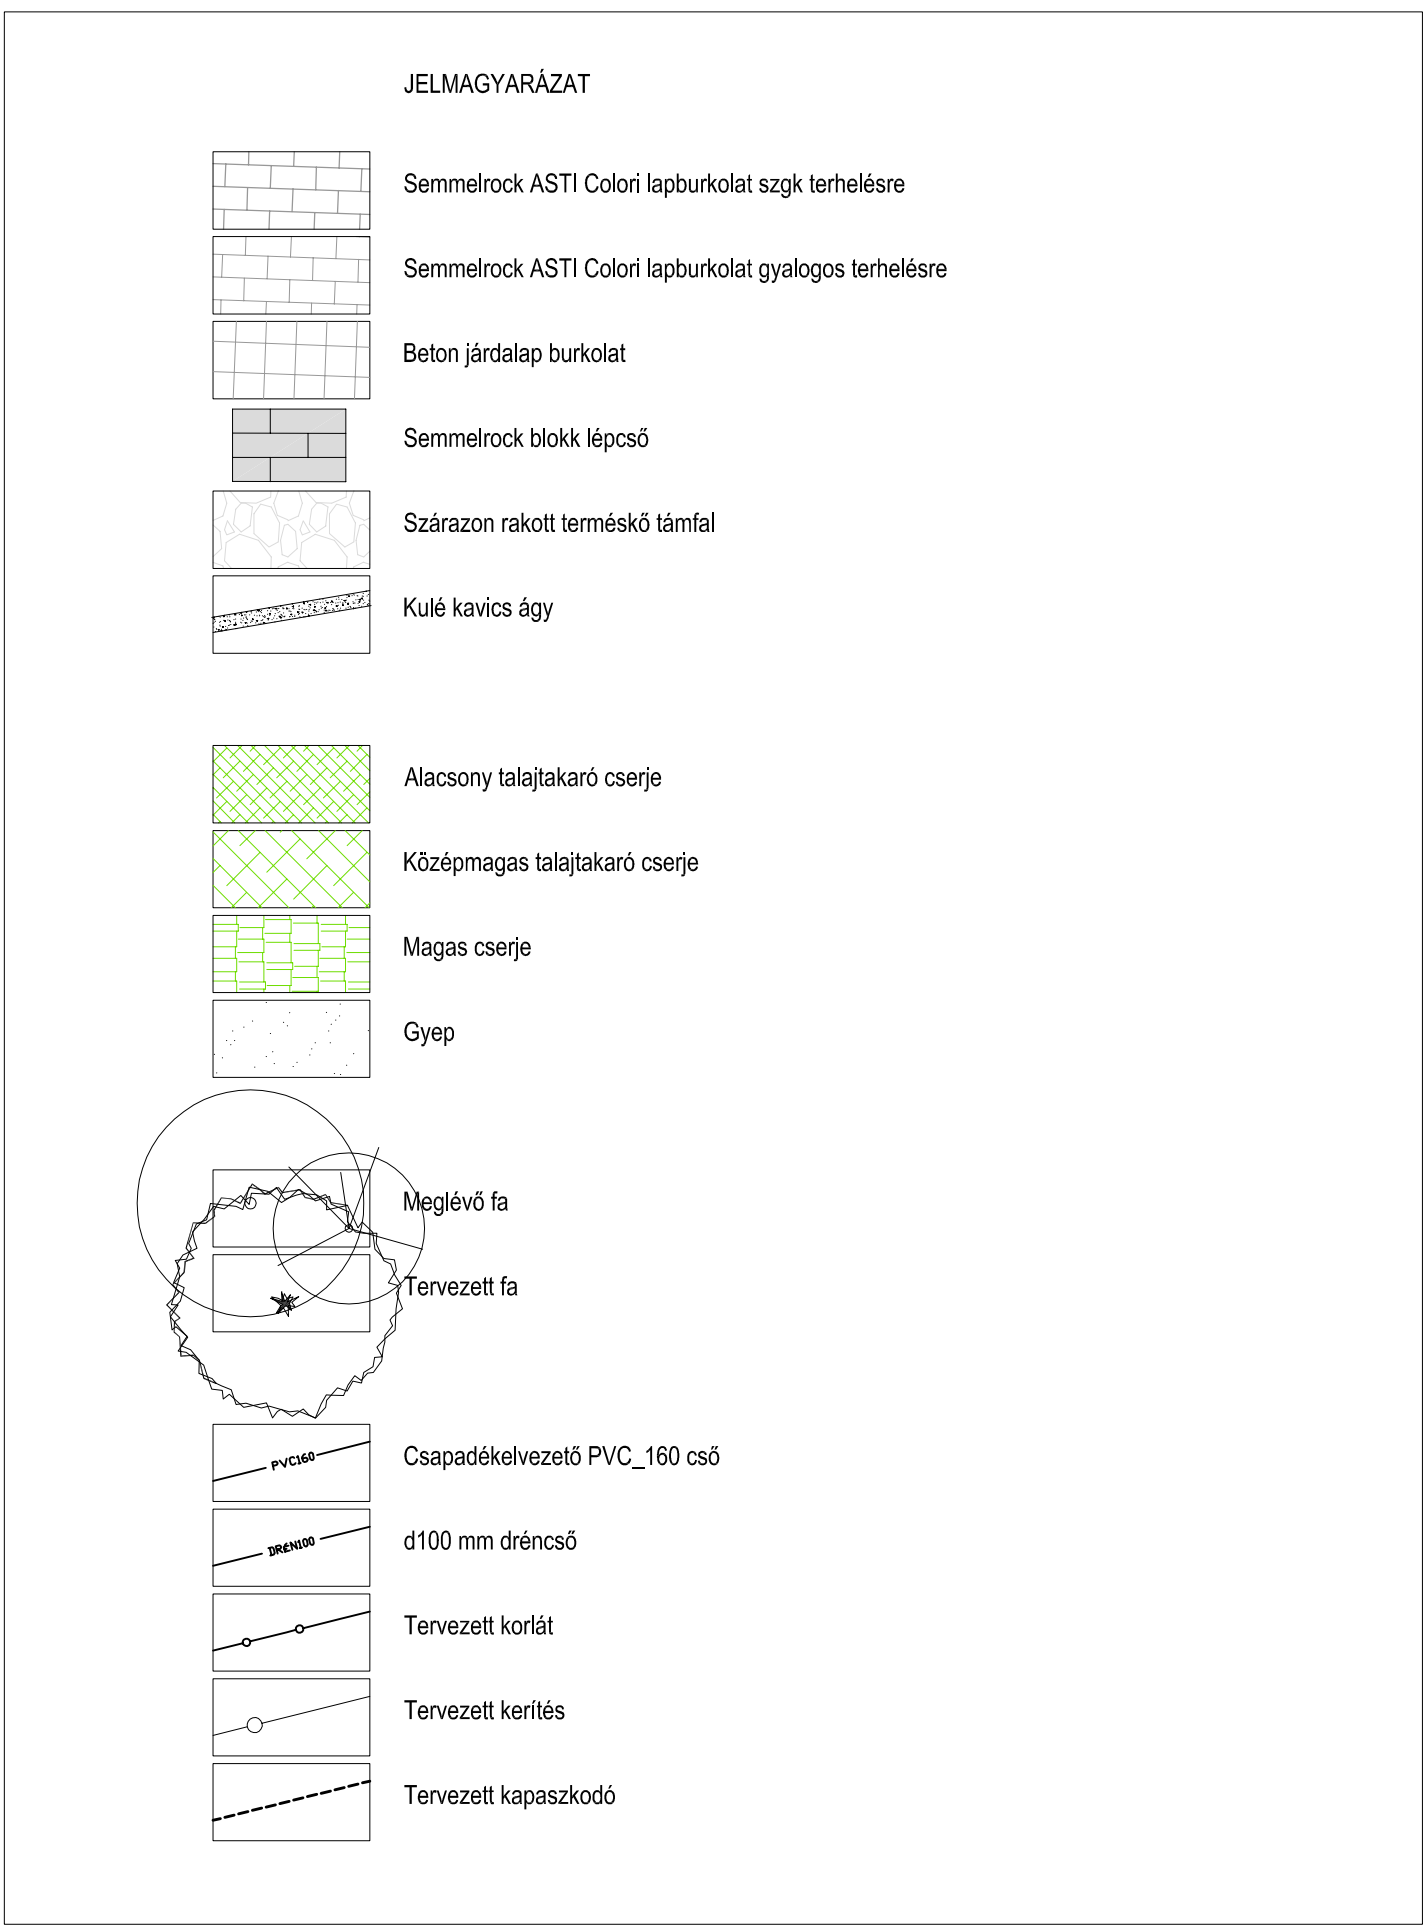 JELMAGYARÁZAT
Semmelrock ASTI Colori lapburkolat szgk terhelésre
Semmelrock ASTI Colori lapburkolat gyalogos terhelésre
Beton járdalap burkolat
Semmelrock blokk lépcső
Szárazon rakott terméskő támfal
Kulé kavics ágy
Alacsony talajtakaró cserje
Középmagas talajtakaró cserje
Magas cserje
Gyep
Meglévő fa
Tervezett fa
PVC160 Csapadékelvezető PVC_160 cső
DRÉN100 d100 mm dréncső
Tervezett korlát
Tervezett kerítés
Tervezett kapaszkodó